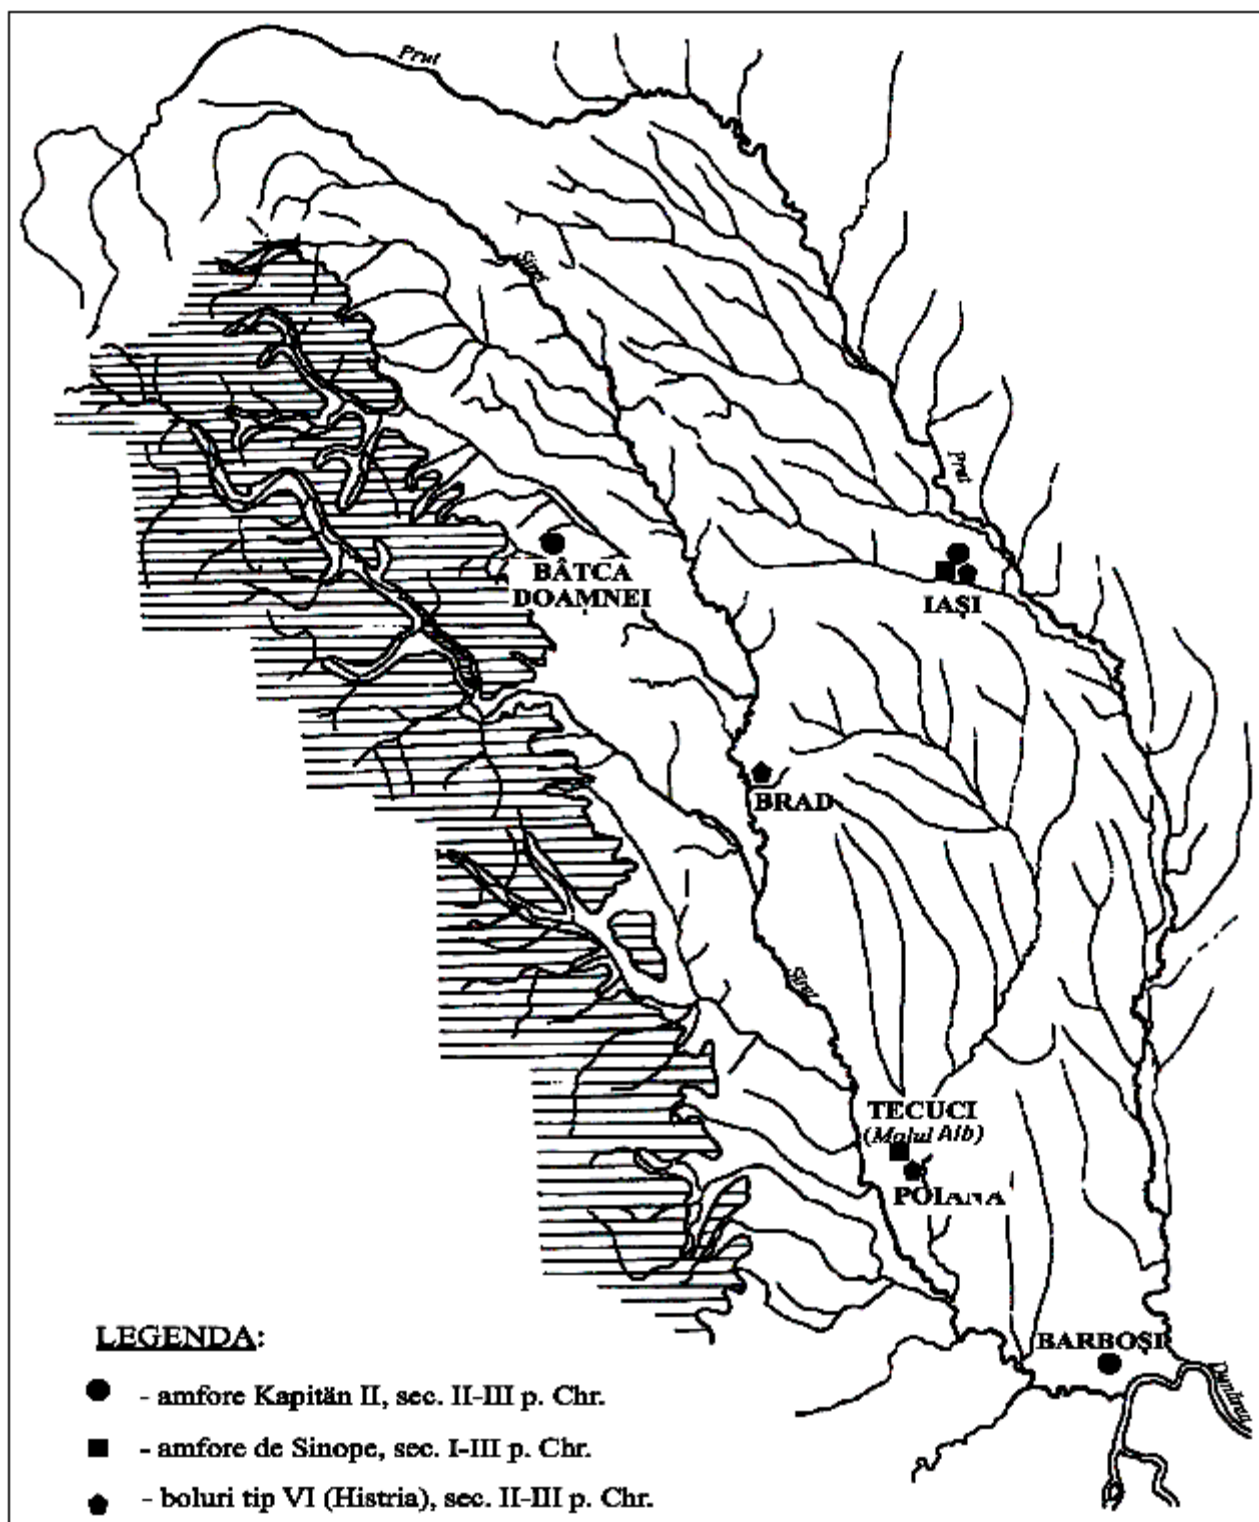 Prut
Siret
Prut
BÂTCA
DOAMNEI
IAȘI
BRAD
Siret
TECUCI
(Malul Alb)
POIANA
BARBOȘI
Dunărea
LEGENDA:
- amfore Kapitän II, sec. II-III p. Chr.
- amfore de Sinope, sec. I-III p. Chr.
- boluri tip VI (Histria), sec. II-III p. Chr.